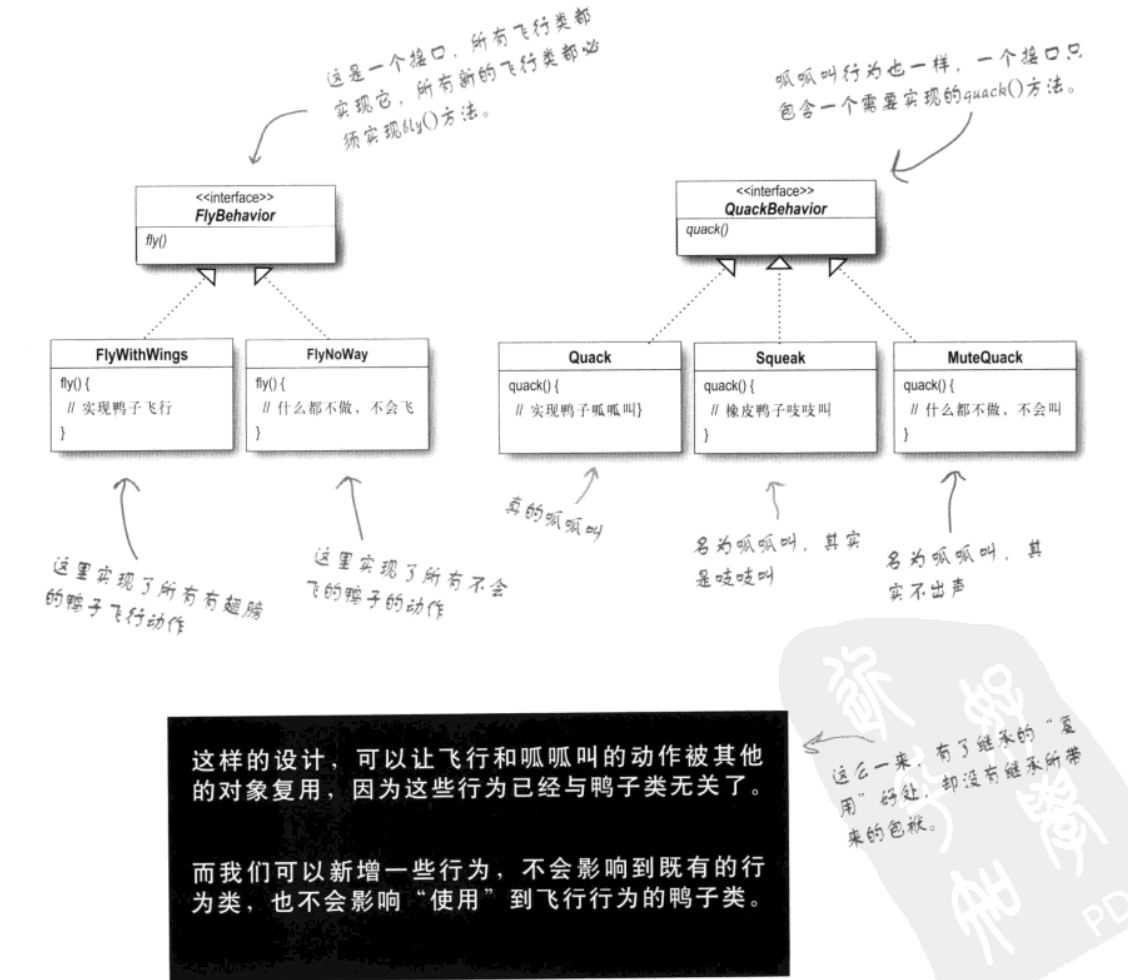 这是一个接口，所有飞行类都
实现它，所有新的飞行类都必
须实现fly()方法。
呱呱叫行为也一样，一个接口只
包含一个需要实现的quack()方法。
<<interface>>
FlyBehavior
fly()
<<interface>>
QuackBehavior
quack()
FlyWithWings
fly() {
// 实现鸭子飞行
}
FlyNoWay
fly() {
// 什么都不做，不会飞
}
Quack
quack() {
// 实现鸭子呱呱叫}
Squeak
quack() {
// 橡皮鸭子吱吱叫
}
MuteQuack
quack() {
// 什么都不做，不会叫
}
这里实现了所有有翅膀
的鸭子飞行动作
这里实现了所有不会
飞的鸭子的动作
真的呱呱叫
名为呱呱叫，其实
是吱吱叫
名为呱呱叫，其
实不出声
这样的设计，可以让飞行和呱呱叫的动作被其他
的对象复用，因为这些行为已经与鸭子类无关了。
而我们可以新增一些行为，不会影响到既有的行
为类，也不会影响“使用”到飞行行为的鸭子类。
这么一来，有了继承的“复
用”好处，却没有继承所带
来的包袱。
PD